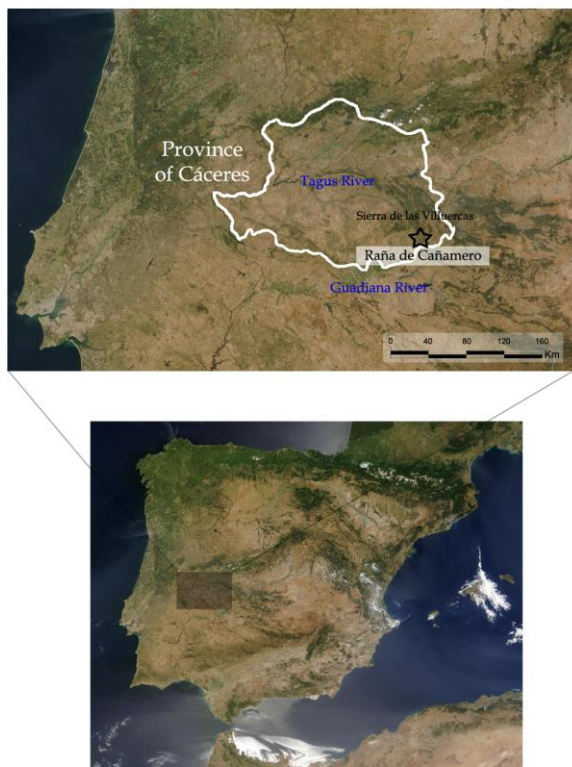 Province
of Cáceres
Tagus River
Sierra de las Villuercas
Raña de Cañamero
Guadiana River
0 40 80 120 160
Km